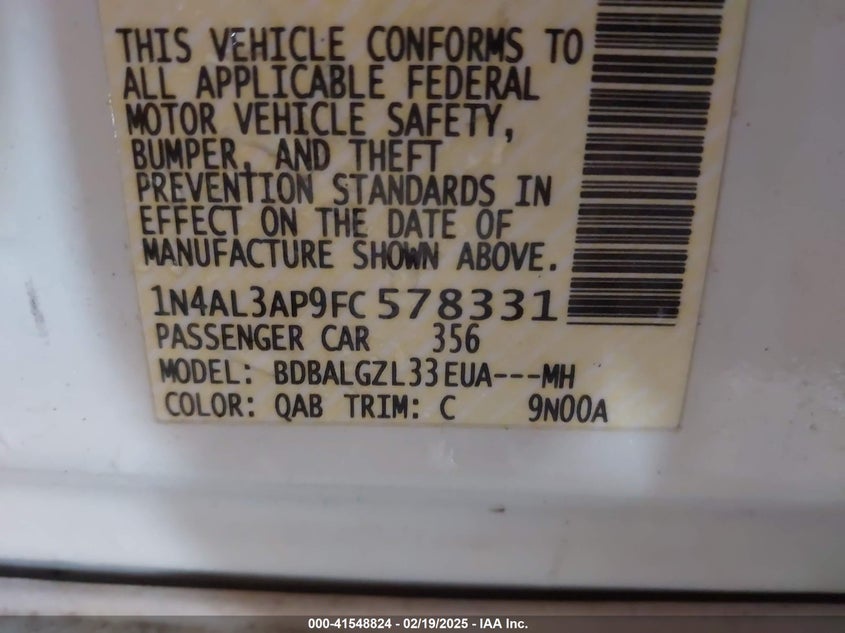 THIS VEHICLE CONFORMS TO
ALL APPLICABLE FEDERAL
MOTOR VEHICLE SAFETY,
BUMPER, AND THEFT
PREVENTION STANDARDS IN
EFFECT ON THE DATE OF
MANUFACTURE SHOWN ABOVE.
1N4AL3AP9FC578331
PASSENGER CAR 356
MODEL: BDBALGZL33EUA---MH
COLOR: QAB TRIM: C 9N00A
000-41548824 - 02/19/2025 - IAA Inc.